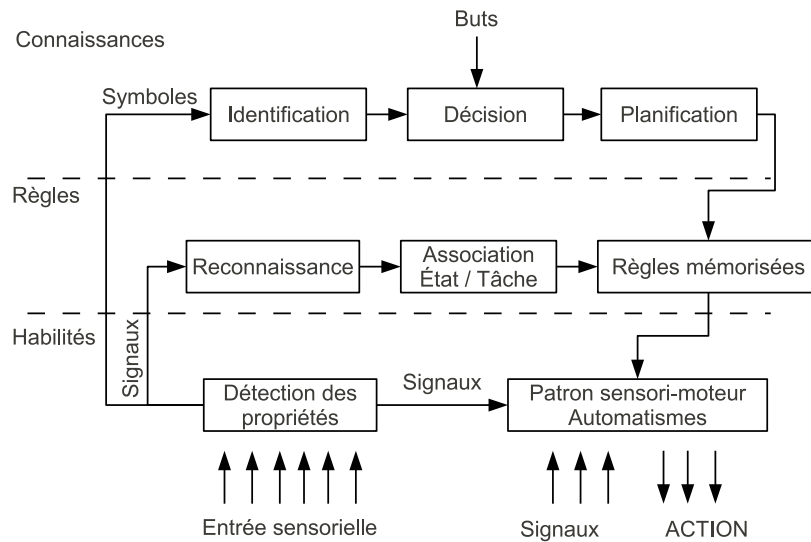 Buts
Connaissances
Symboles
Identification
Décision
Planification
Règles
Reconnaissance
Association
État / Tâche
Règles mémorisées
Habilités
Signaux
Détection des
propriétés
Signaux
Patron sensori-moteur
Automatismes
Entrée sensorielle
Signaux
ACTION